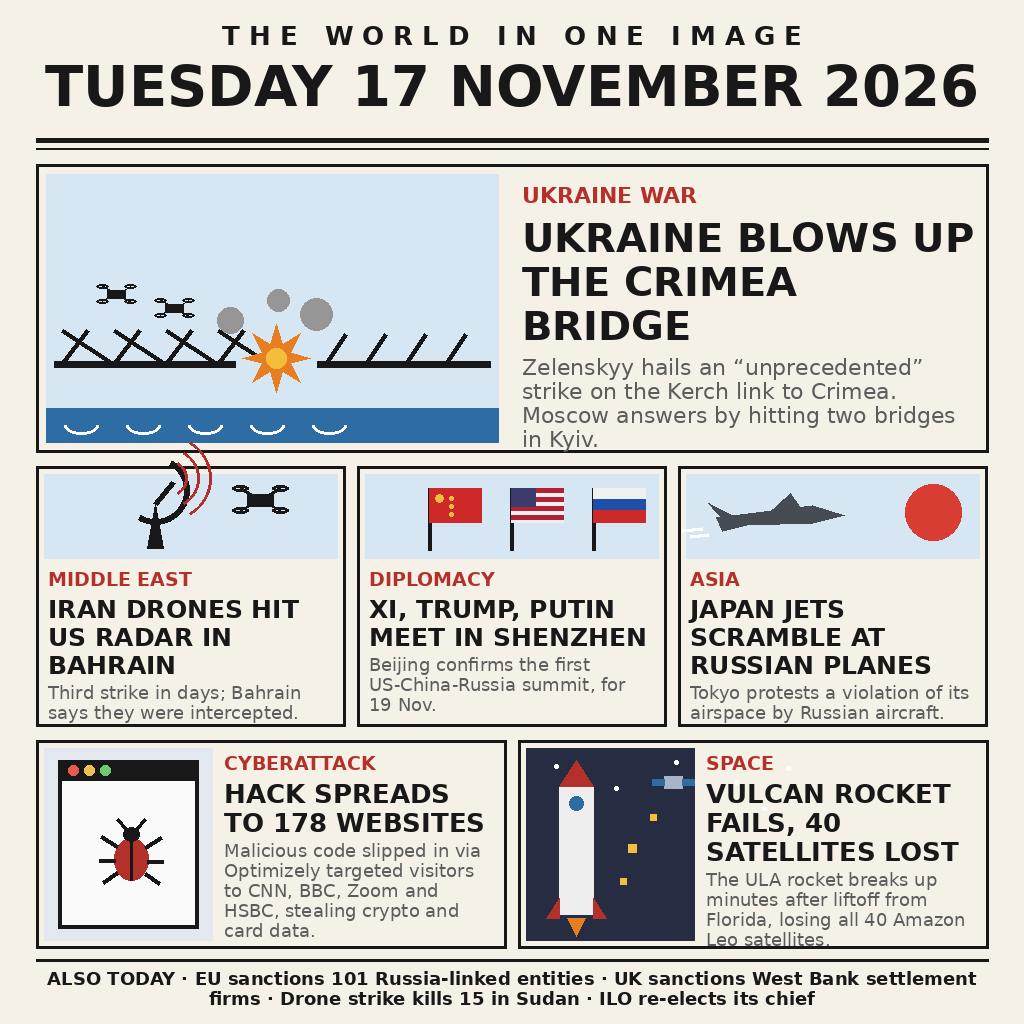 THE WORLD IN ONE IMAGE
TUESDAY 17 NOVEMBER 2026
UKRAINE WAR
UKRAINE BLOWS UP
THE CRIMEA
BRIDGE
Zelenskyy hails an “unprecedented”
strike on the Kerch link to Crimea.
Moscow answers by hitting two bridges
in Kyiv.
MIDDLE EAST
IRAN DRONES HIT
US RADAR IN
BAHRAIN
Third strike in days; Bahrain
says they were intercepted.
DIPLOMACY
XI, TRUMP, PUTIN
MEET IN SHENZHEN
Beijing confirms the first
US-China-Russia summit, for
19 Nov.
ASIA
JAPAN JETS
SCRAMBLE AT
RUSSIAN PLANES
Tokyo protests a violation of its
airspace by Russian aircraft.
CYBERATTACK
HACK SPREADS
TO 178 WEBSITES
Malicious code slipped in via
Optimizely targeted visitors
to CNN, BBC, Zoom and
HSBC, stealing crypto and
card data.
SPACE
VULCAN ROCKET
FAILS, 40
SATELLITES LOST
The ULA rocket breaks up
minutes after liftoff from
Florida, losing all 40 Amazon
Leo satellites.
ALSO TODAY · EU sanctions 101 Russia-linked entities · UK sanctions West Bank settlement
firms · Drone strike kills 15 in Sudan · ILO re-elects its chief